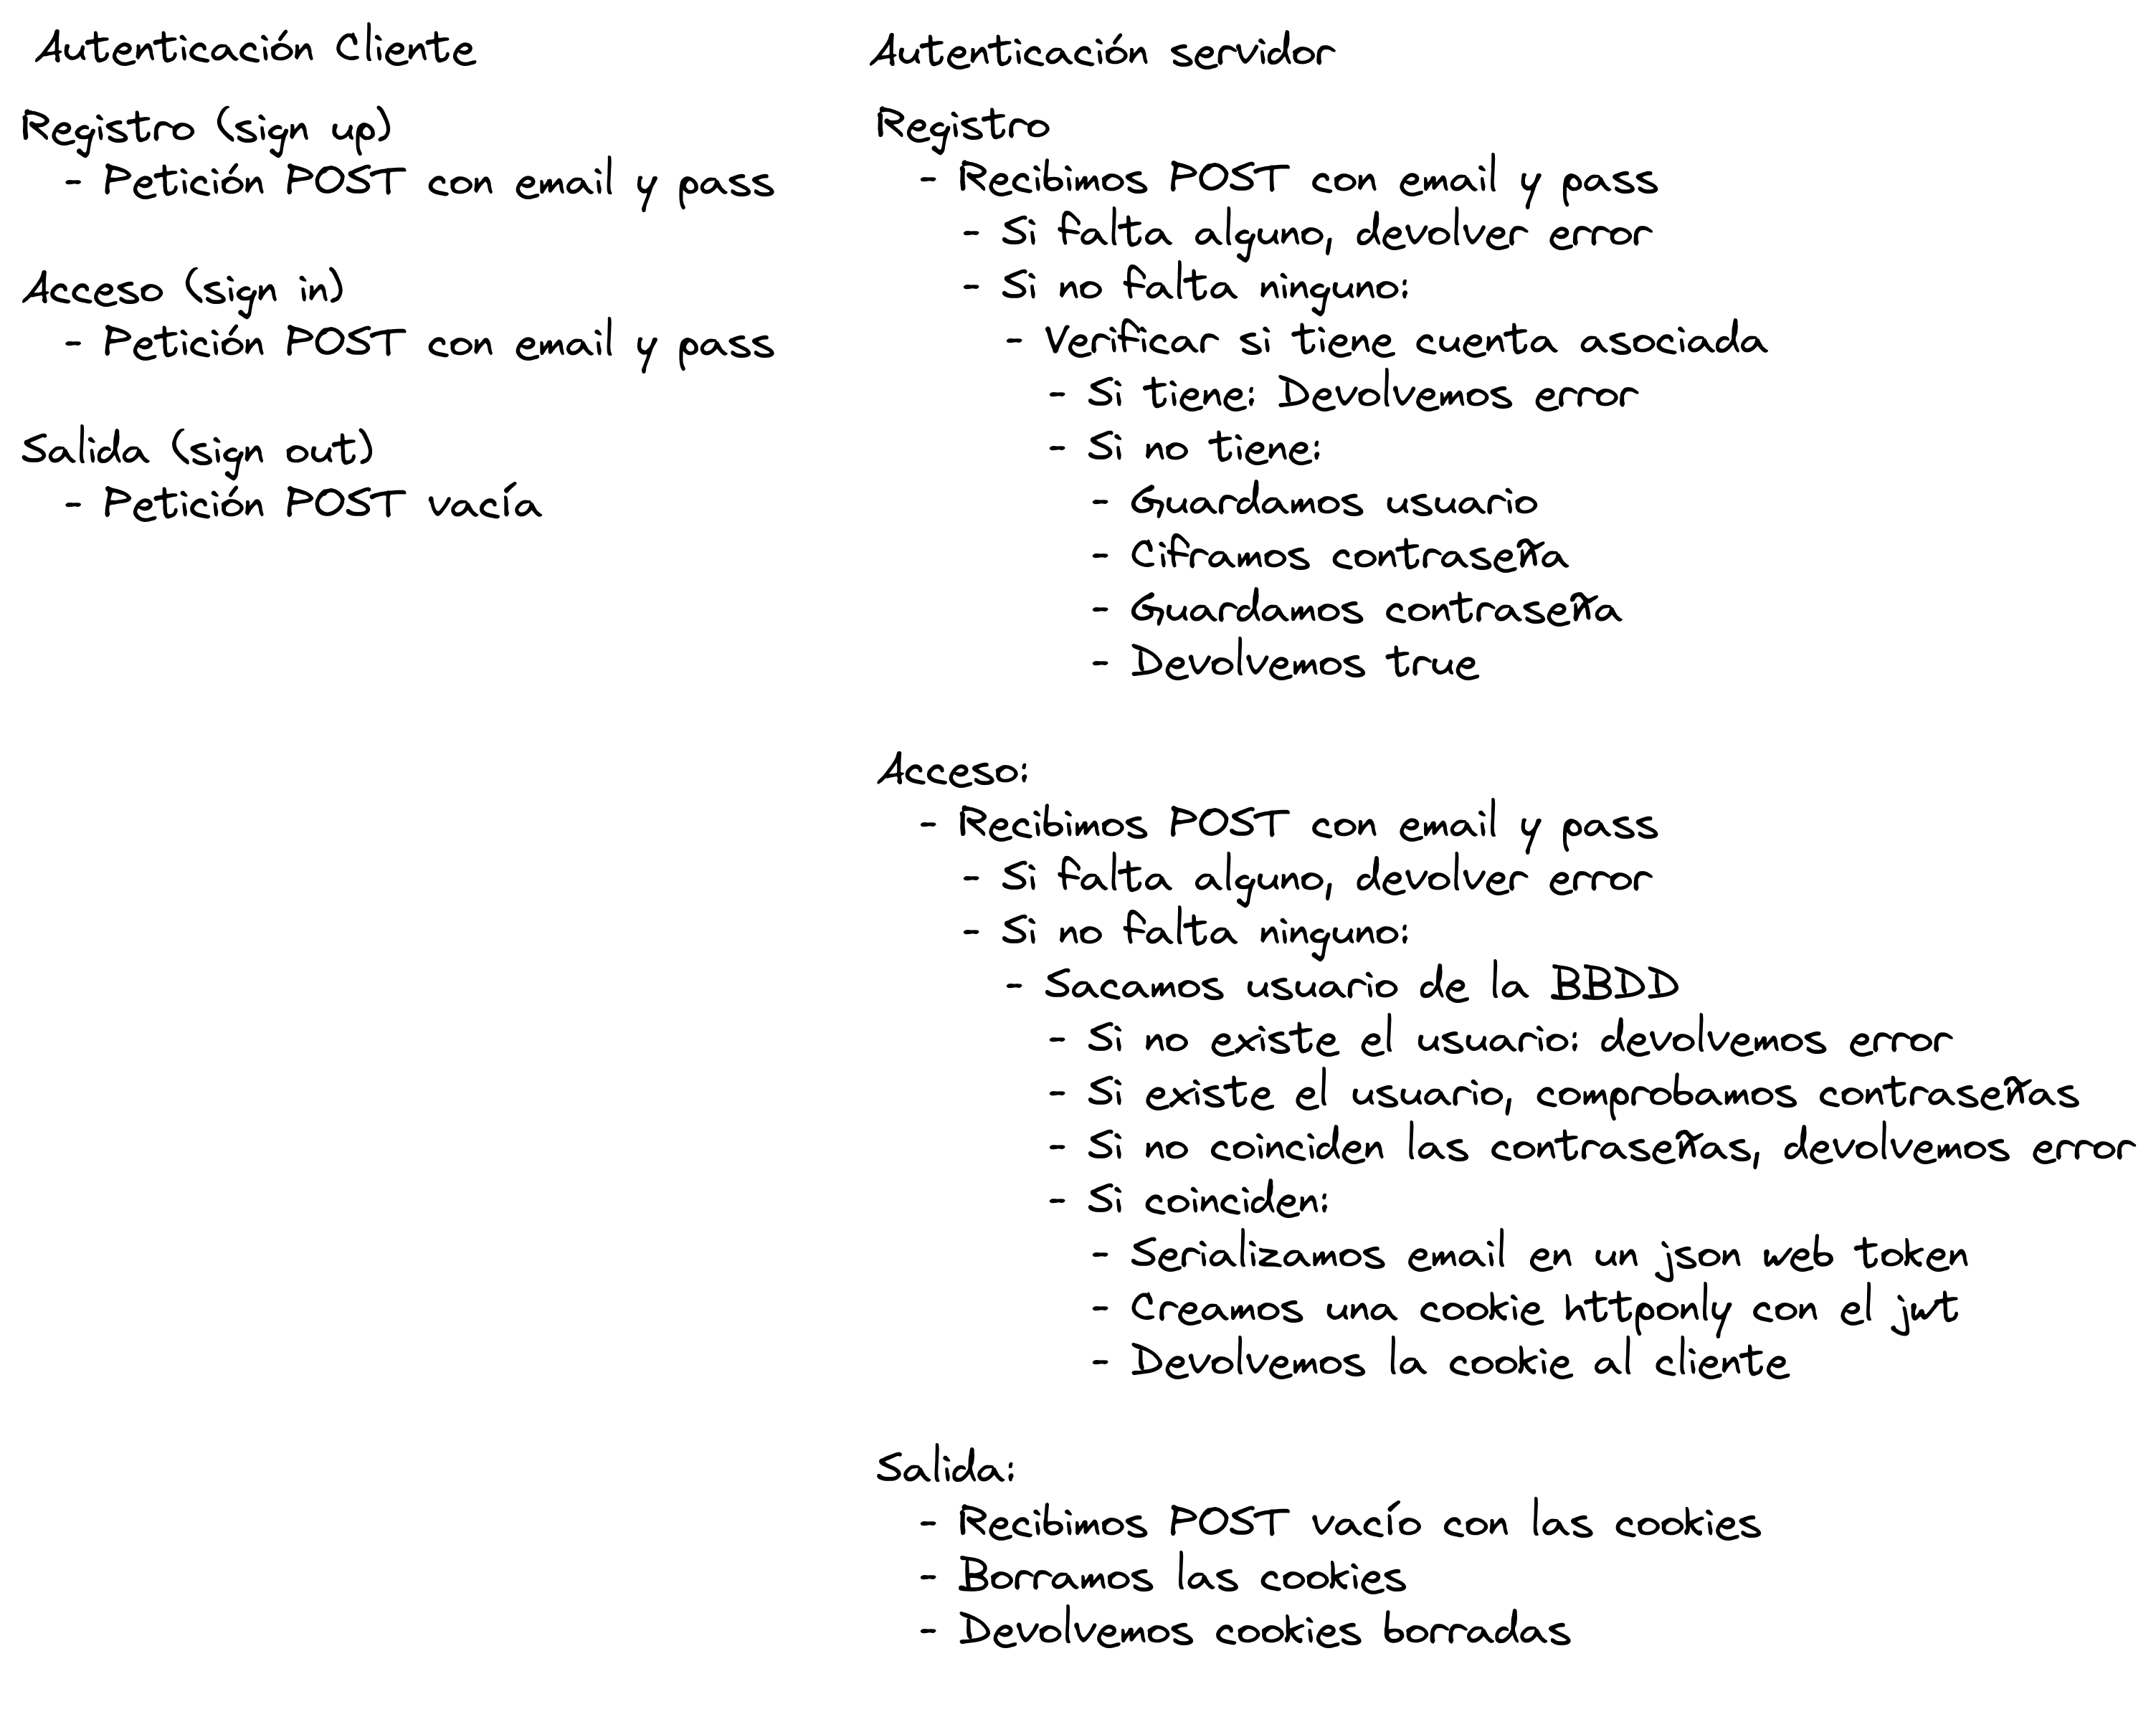 Autenticación Cliente
Registro (sign up)
- Petición POST con email y pass
Acceso (sign in)
- Petición POST con email y pass
Salida (sign out)
- Petición POST vacía
Autenticación servidor
Registro
- Recibimos POST con email y pass
- Si falta alguno, devolver error
- Si no falta ninguno:
- Verificar si tiene cuenta asociada
- Si tiene: Devolvemos error
- Si no tiene:
- Guardamos usuario
- Ciframos contraseña
- Guardamos contraseña
- Devolvemos true
Acceso:
- Recibimos POST con email y pass
- Si falta alguno, devolver error
- Si no falta ninguno:
- Sacamos usuario de la BBDD
- Si no existe el usuario: devolvemos error
- Si existe el usuario, comprobamos contraseñas
- Si no coinciden las contraseñas, devolvemos error
- Si coinciden:
- Serializamos email en un json web token
- Creamos una cookie httponly con el jwt
- Devolvemos la cookie al cliente
Salida:
- Recibimos POST vacío con las cookies
- Borramos las cookies
- Devolvemos cookies borradas